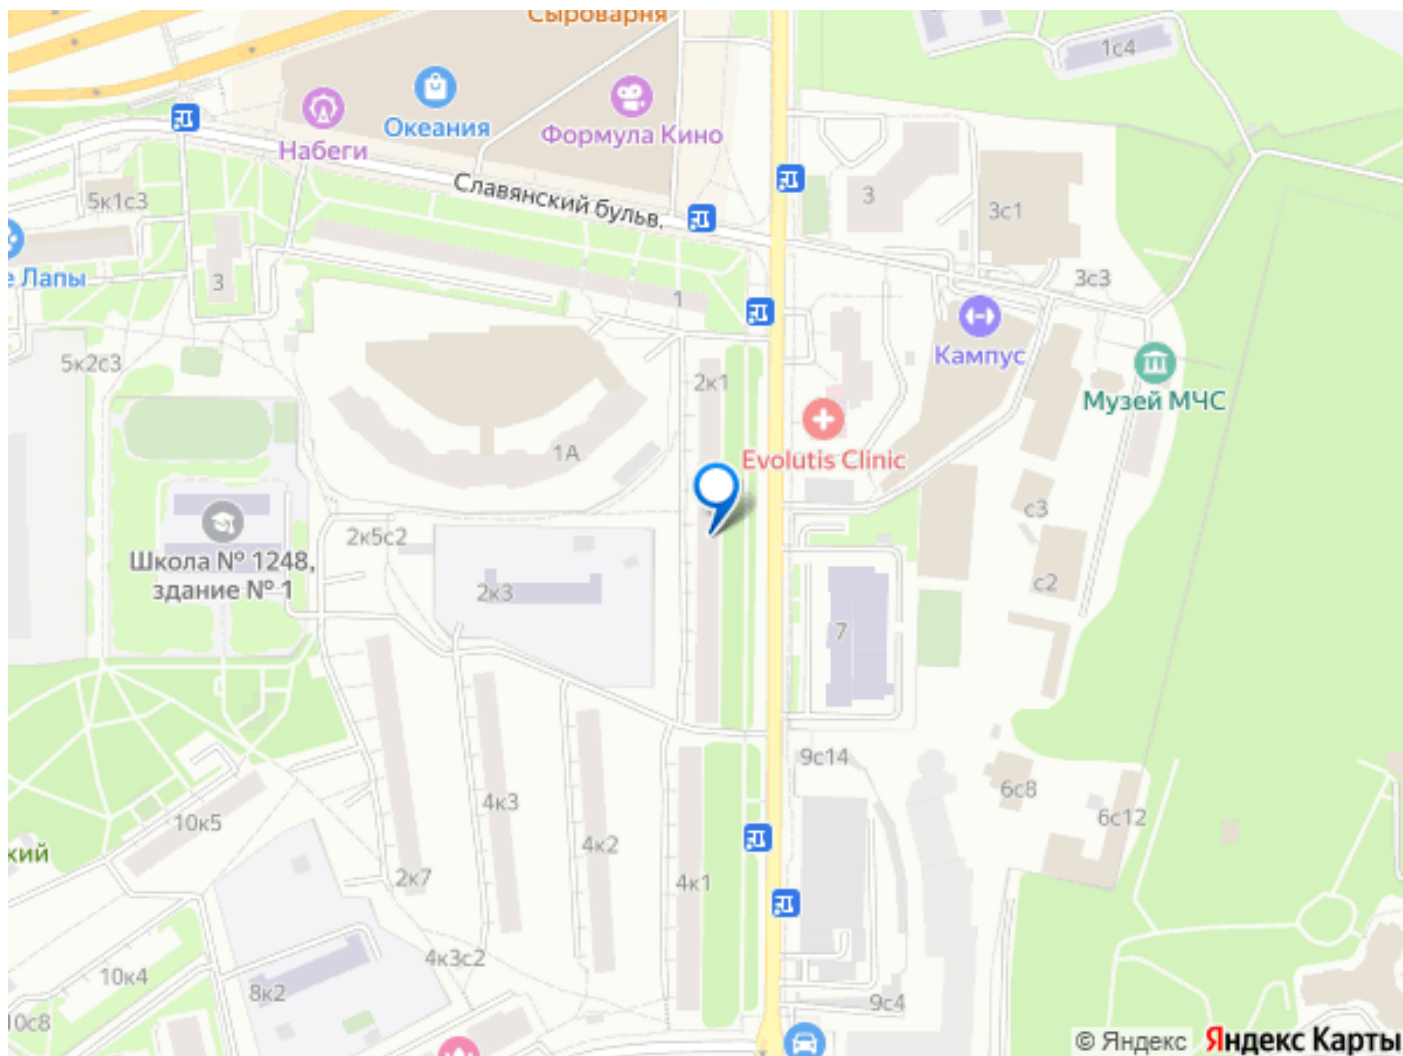 Сыроварня
1с4
Океания
Формула Кино
Набеги
Славянский бульв.
5к1с3
3
3с1
е Лапы
3
1
3с3
5к2с3
Кампус
2к1
Музей МЧС
1А
Evolutis Clinic
с3
2к5с2
Школа № 1248,
здание № 1
2к3
с2
7
9с14
6с8
6с12
4к3
10к5
4к2
кий
2к7
4к1
4к3с2
10к4
8к2
9с4
10с8
© Яндекс Яндекс Карты